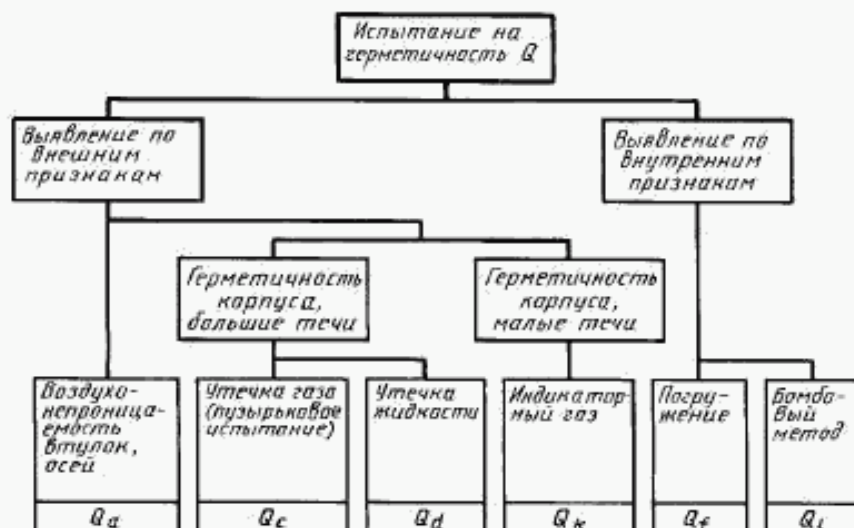 Испытание на
герметичность Q
Выявление по
внешним
признакам
Выявление по
внутренним
признакам
Герметичность
корпуса,
большие течи
Герметичность
корпуса,
малые течи
Воздухо-
непроница-
емость
втулок,
осей
Утечка газа
(пузырьковое
испытание)
Утечка
жидкости
Индикатор-
ный газ
Погру-
жение
Бомбо-
вый
метод
Qa
Qc
Qd
Qk
Qf
Ql